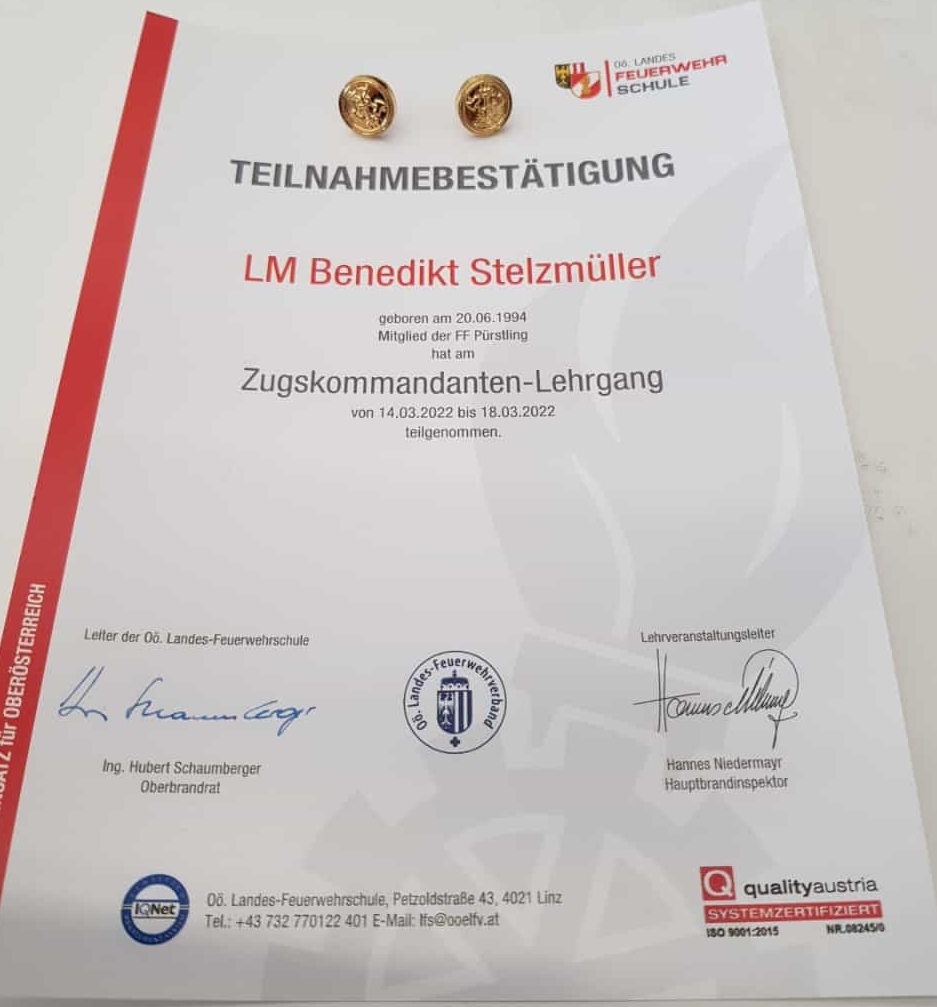 OÖ. LANDES
FEUERWEHR
SCHULE
TEILNAHMEBESTÄTIGUNG
LM Benedikt Stelzmüller
geboren am 20.06.1994
Mitglied der FF Pürstling
hat am
Zugskommandanten-Lehrgang
von 14.03.2022 bis 18.03.2022
teilgenommen.
für OBERÖSTERREICH
Leiter der Oö. Landes-Feuerwehrschule
Lehrveranstaltungsleiter
Oö. Landes-Feuerwehrverband
Ing. Hubert Schaumberger
Oberbrandrat
Hannes Niedermayr
Hauptbrandinspektor
IQNet
Oö. Landes-Feuerwehrschule, Petzoldstraße 43, 4021 Linz
Tel.: +43 732 770122 401 E-Mail: lfs@ooelfv.at
Q qualityaustria
SYSTEMZERTIFIZIERT
ISO 9001:2015 NR.08245/0